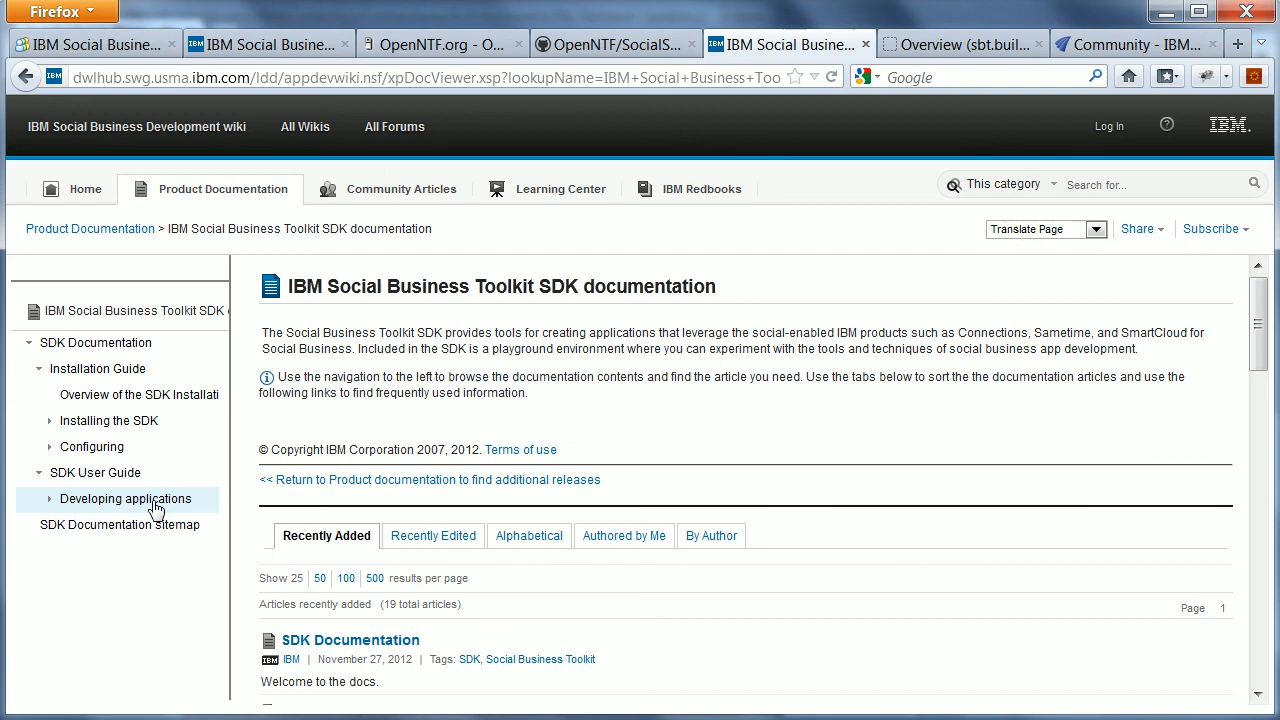 Firefox
IBM Social Busine...
IBM Social Busine...
OpenNTF.org - O...
OpenNTF/SocialS...
IBM Social Busine...
Overview (sbt.buil...
Community - IBM...
dwlhub.swg.usma.ibm.com/ldd/appdevwiki.nsf/xpDocViewer.xsp?lookupName=IBM+Social+Business+Too
Google
IBM Social Business Development wiki
All Wikis
All Forums
Log In
IBM.
Home
Product Documentation
Community Articles
Learning Center
IBM Redbooks
This category
Search for...
Product Documentation > IBM Social Business Toolkit SDK documentation
Translate Page
Share
Subscribe
IBM Social Business Toolkit SDK
SDK Documentation
Installation Guide
Overview of the SDK Installati
Installing the SDK
Configuring
SDK User Guide
Developing applications
SDK Documentation sitemap
IBM Social Business Toolkit SDK documentation
The Social Business Toolkit SDK provides tools for creating applications that leverage the social-enabled IBM products such as Connections, Sametime, and SmartCloud for
Social Business. Included in the SDK is a playground environment where you can experiment with the tools and techniques of social business app development.
Use the navigation to the left to browse the documentation contents and find the article you need. Use the tabs below to sort the documentation articles and use the
following links to find frequently used information.
© Copyright IBM Corporation 2007, 2012. Terms of use
<< Return to Product documentation to find additional releases
Recently Added
Recently Edited
Alphabetical
Authored by Me
By Author
Show 25 | 50 | 100 | 500 results per page
Articles recently added (19 total articles)
Page 1
SDK Documentation
IBM IBM | November 27, 2012 | Tags: SDK, Social Business Toolkit
Welcome to the docs.